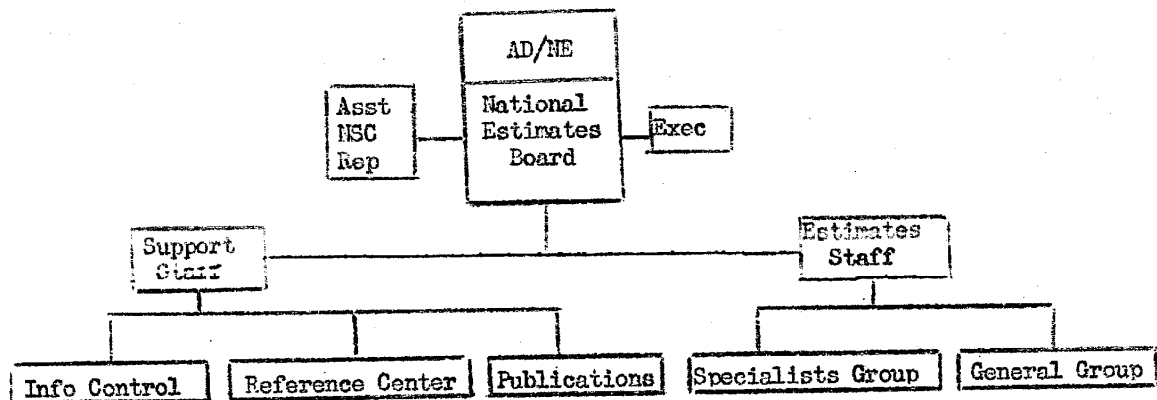 AD/NE
National
Estimates
Board
Asst
NSC
Rep
Exec
Support
Staff
Estimates
Staff
Info Control
Reference Center
Publications
Specialists Group
General Group